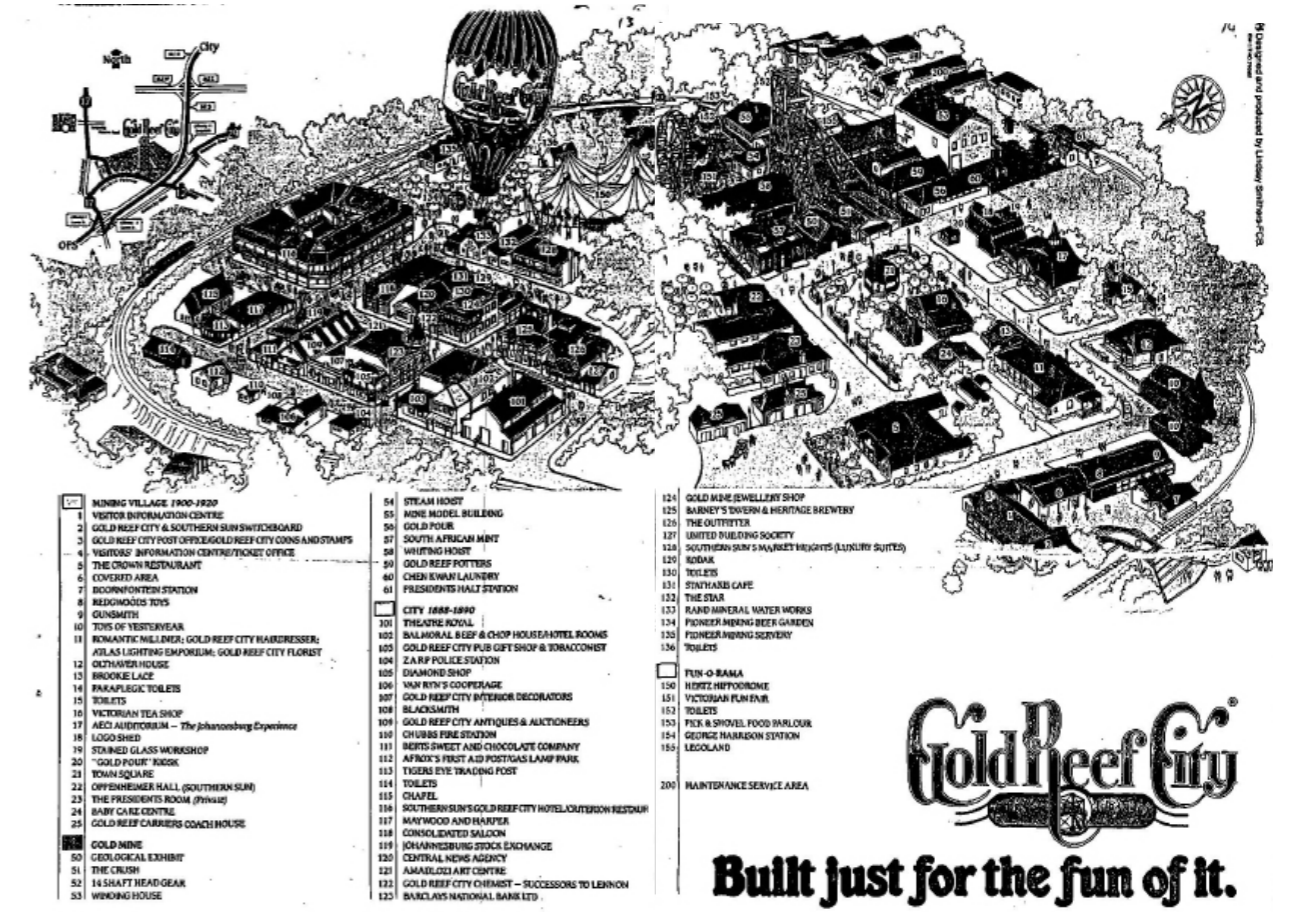 13
14
North
City
Gold Reef City
OFS
Gold Reef City
Designed and produced by Lindsay Smithers-FCB
MINING VILLAGE 1900-1920
1 VISITOR INFORMATION CENTRE
2 GOLD REEF CITY & SOUTHERN SUN SWITCHBOARD
3 GOLD REEF CITY POST OFFICE/GOLD REEF CITY COINS AND STAMPS
4 VISITORS' INFORMATION CENTRE/TICKET OFFICE
5 THE CROWN RESTAURANT
6 COVERED AREA
7 DOORNFONTEIN STATION
8 REDGWOODS TOYS
9 GUNSMITH
10 TOYS OF YESTERYEAR
11 ROMANTIC MILLINER; GOLD REEF CITY HAIRDRESSER;
ATLAS LIGHTING EMPORIUM; GOLD REEF CITY FLORIST
12 OLTHAVER HOUSE
13 BROOKIE LACE
14 PARAPLEGIC TOILETS
15 TOILETS
16 VICTORIAN TEA SHOP
17 AECI AUDITORIUM – The Johannesburg Experience
18 LOGO SHED
19 STAINED GLASS WORKSHOP
20 "GOLD POUR" KIOSK
21 TOWN SQUARE
22 OPPENHEIMER HALL (SOUTHERN SUN)
23 THE PRESIDENTS ROOM (Private)
24 BABY CARE CENTRE
25 GOLD REEF CARRIERS COACH HOUSE
GOLD MINE
50 GEOLOGICAL EXHIBIT
51 THE CRUSH
52 14 SHAFT HEAD GEAR
53 WINDING HOUSE
54 STEAM HOIST
55 MINE MODEL BUILDING
56 GOLD POUR
57 SOUTH AFRICAN MINT
58 WHITING HOIST
59 GOLD REEF POTTERS
60 CHEN KWAN LAUNDRY
61 PRESIDENTS HALT STATION
CITY 1888-1890
101 THEATRE ROYAL
102 BALMORAL BEEF & CHOP HOUSE/HOTEL ROOMS
103 GOLD REEF CITY PUB GIFT SHOP & TOBACCONIST
104 Z A R P POLICE STATION
105 DIAMOND SHOP
106 VAN RYN'S COOPERAGE
107 GOLD REEF CITY INTERIOR DECORATORS
108 BLACKSMITH
109 GOLD REEF CITY ANTIQUES & AUCTIONEERS
110 CHUBBS FIRE STATION
111 BERTS SWEET AND CHOCOLATE COMPANY
112 AFROX'S FIRST AID POST/GAS LAMP PARK
113 TIGERS EYE TRADING POST
114 TOILETS
115 CHAPEL
116 SOUTHERN SUN'S GOLD REEF CITY HOTEL/CRITERION RESTAUR
117 MAYWOOD AND HARPER
118 CONSOLIDATED SALOON
119 JOHANNESBURG STOCK EXCHANGE
120 CENTRAL NEWS AGENCY
121 AMADLOZI ART CENTRE
122 GOLD REEF CITY CHEMIST – SUCCESSORS TO LENNON
123 BARCLAYS NATIONAL BANK LTD
124 GOLD MINE JEWELLERY SHOP
125 BARNEY'S TAVERN & HERITAGE BREWERY
126 THE OUTFITTER
127 UNITED BUILDING SOCIETY
128 SOUTHERN SUN'S MARKET HEIGHTS (LUXURY SUITES)
129 KODAK
130 TOILETS
131 STATHAKIS CAFE
132 THE STAR
133 RAND MINERAL WATER WORKS
134 PIONEER MINING BEER GARDEN
135 PIONEER MINING SERVERY
136 TOILETS
FUN-O-RAMA
150 HERTZ HIPPODROME
151 VICTORIAN FUN FAIR
152 TOILETS
153 PICK & SHOVEL FOOD PARLOUR
154 GEORGE HARRISON STATION
155 LEGOLAND
200 MAINTENANCE SERVICE AREA
Gold Reef City
Built just for the fun of it.